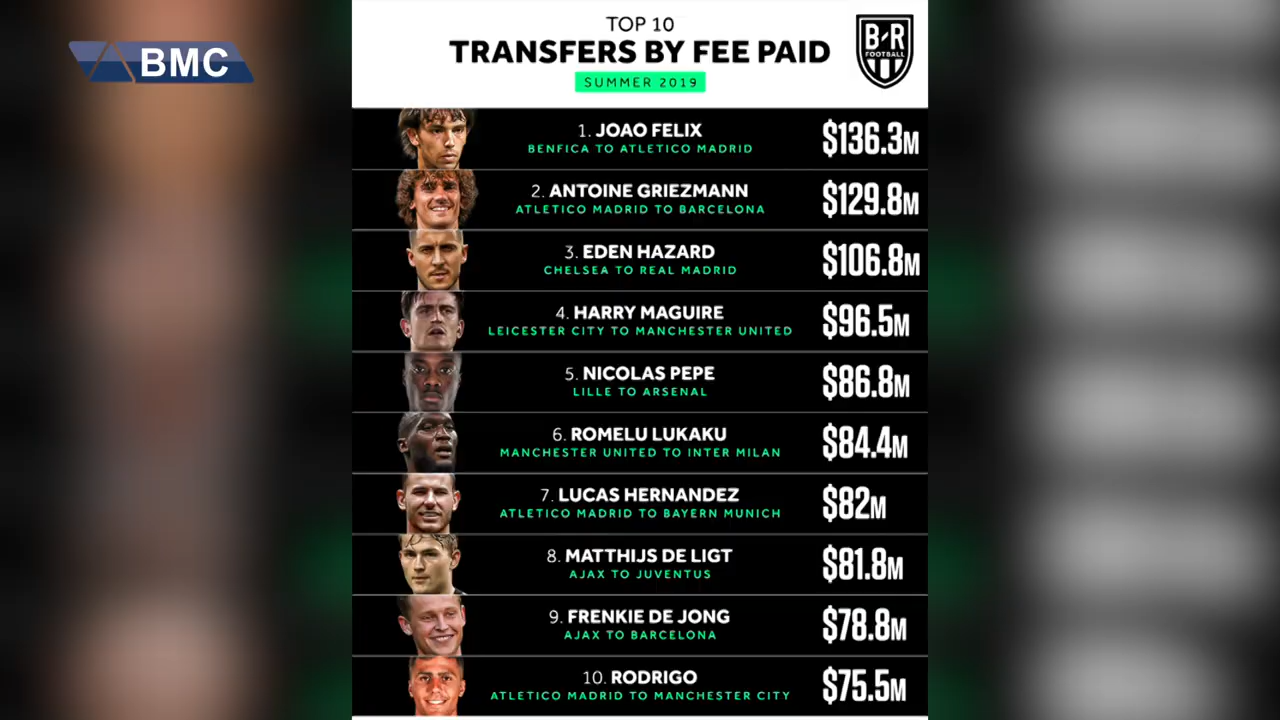 BMC
TOP 10
TRANSFERS BY FEE PAID
SUMMER 2019
B/R
FOOTBALL
1. JOAO FELIX
BENFICA TO ATLETICO MADRID
$136.3M
2. ANTOINE GRIEZMANN
ATLETICO MADRID TO BARCELONA
$129.8M
3. EDEN HAZARD
CHELSEA TO REAL MADRID
$106.8M
4. HARRY MAGUIRE
LEICESTER CITY TO MANCHESTER UNITED
$96.5M
5. NICOLAS PEPE
LILLE TO ARSENAL
$86.8M
6. ROMELU LUKAKU
MANCHESTER UNITED TO INTER MILAN
$84.4M
7. LUCAS HERNANDEZ
ATLETICO MADRID TO BAYERN MUNICH
$82M
8. MATTHIJS DE LIGT
AJAX TO JUVENTUS
$81.8M
9. FRENKIE DE JONG
AJAX TO BARCELONA
$78.8M
10. RODRIGO
ATLETICO MADRID TO MANCHESTER CITY
$75.5M